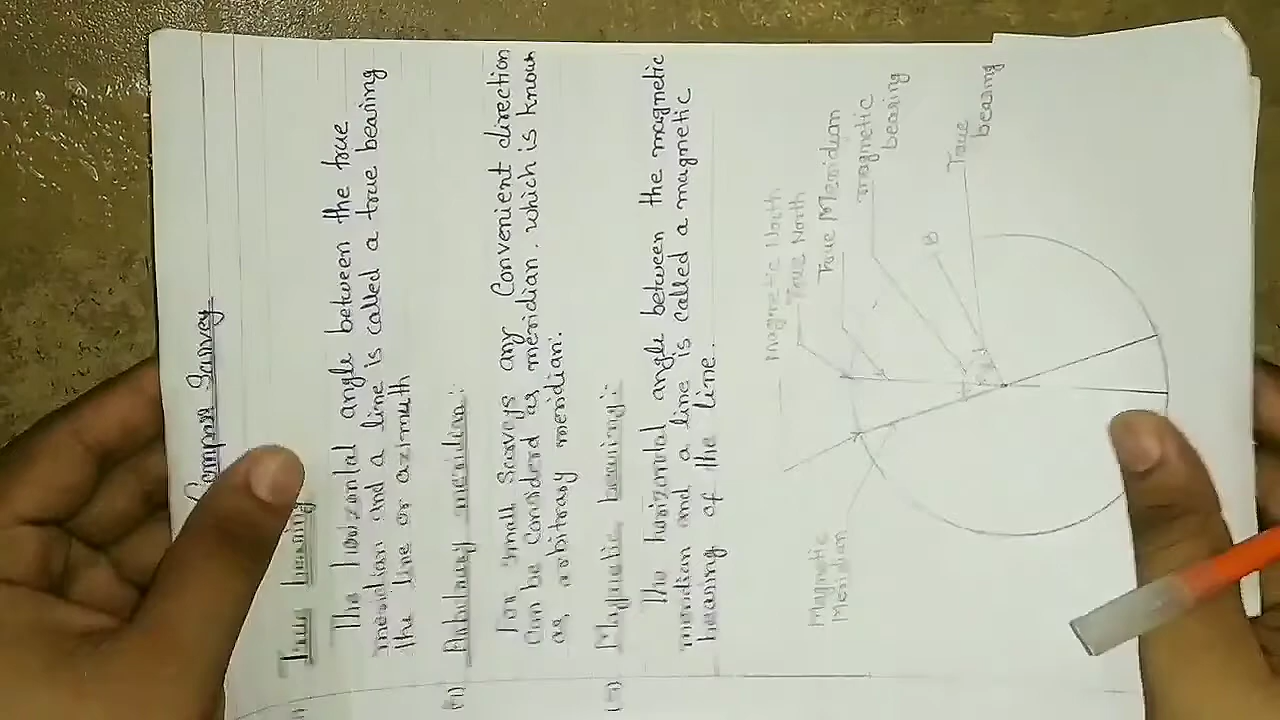 Compass Survey
True bearing
The horizontal angle between the true
meridian and a line is called a true bearing
the line or azimuth
Arbitrary meridian:
For small Surveys any Convenient direction
Can be Considerd as meridian. which is known
as arbitrary meridian.
Magnetic bearing:
The horizontal angle between the magnetic
meridian and a line is called a magnetic
bearing of the line.
Magnetic North
True North
True Meridian
magnetic
bearing
B
True
bearing
Magnetic
Meridian